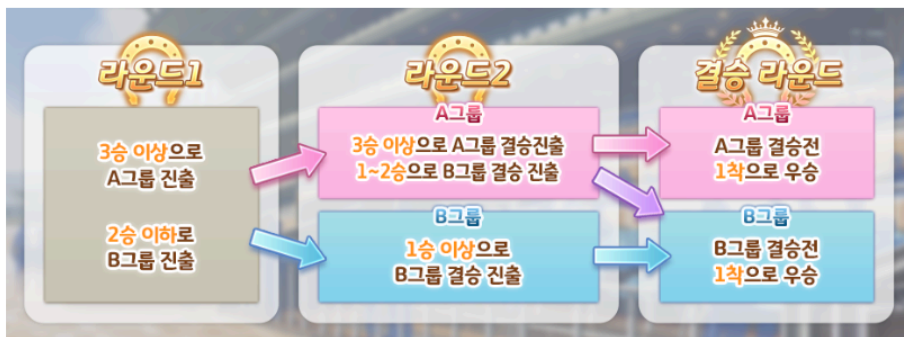 라운드1
3승 이상으로
A그룹 진출
2승 이하로
B그룹 진출
라운드2
A그룹
3승 이상으로 A그룹 결승진출
1~2승으로 B그룹 결승 진출
B그룹
1승 이상으로
B그룹 결승 진출
결승 라운드
A그룹
A그룹 결승전
1착으로 우승
B그룹
B그룹 결승전
1착으로 우승